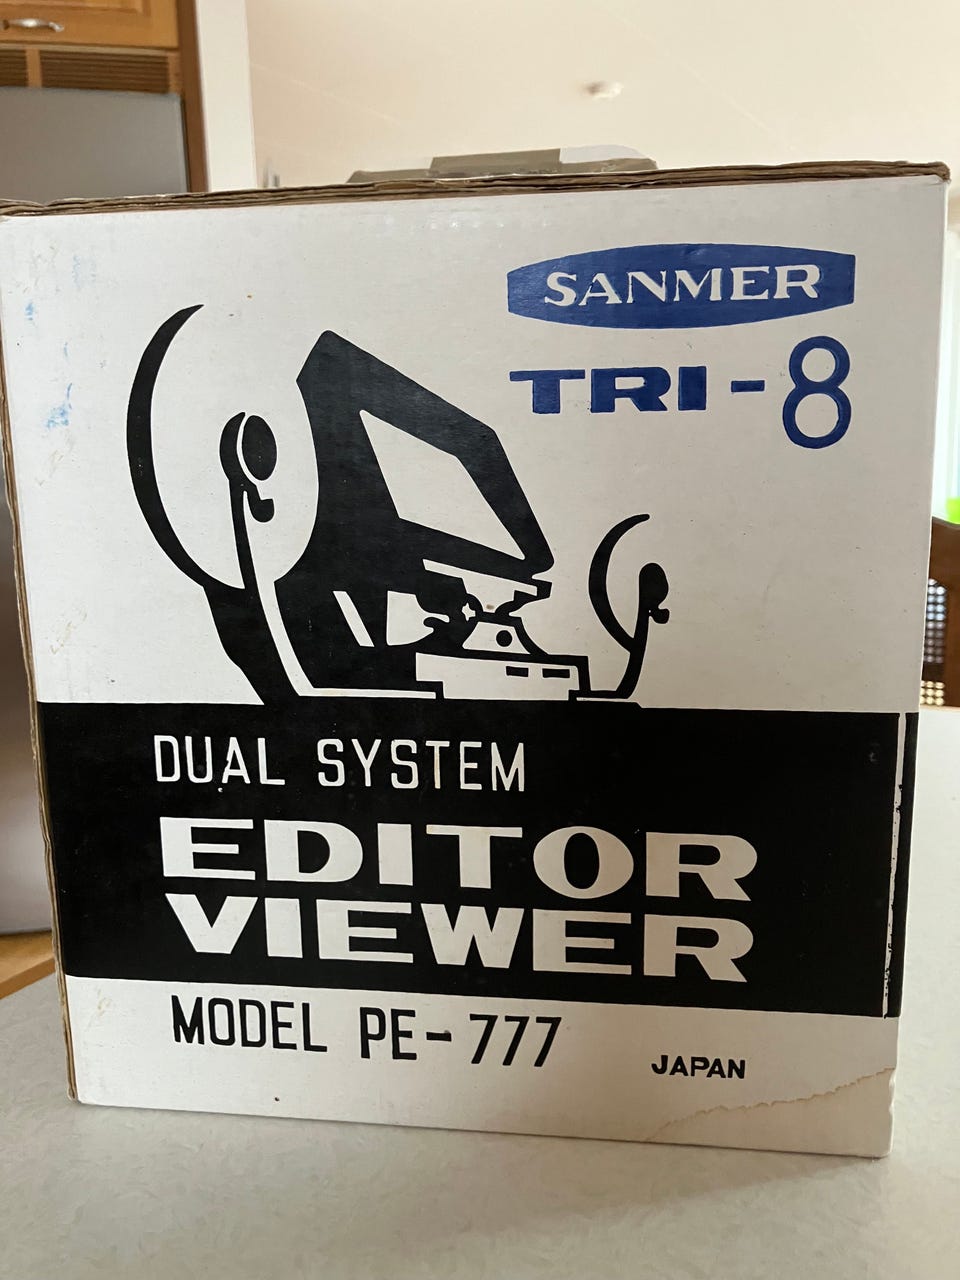 SANMER
TRI-8
DUAL SYSTEM
EDITOR
VIEWER
MODEL PE-777
JAPAN